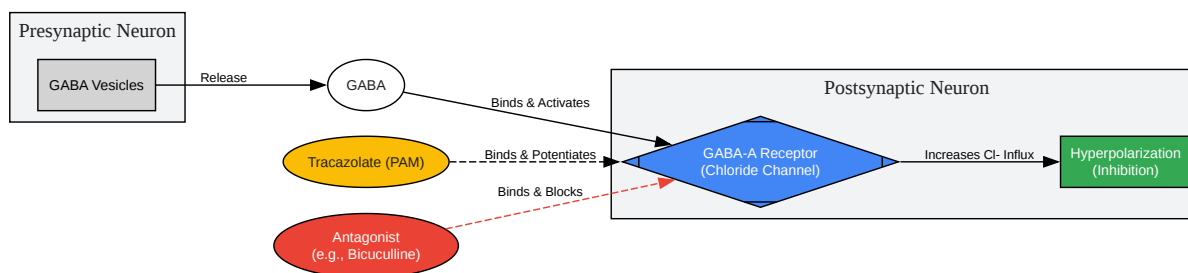 Presynaptic Neuron
GABA Vesicles
Release
GABA
Binds & Activates
Postsynaptic Neuron
Tracazolate (PAM)
Binds & Potentiates
GABA-A Receptor
(Chloride Channel)
Increases Cl- Influx
Hyperpolarization
(Inhibition)
Binds & Blocks
Antagonist
(e.g., Bicuculline)